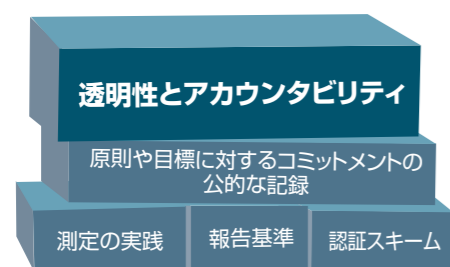 透明性とアカウンタビリティ
原則や目標に対するコミットメントの
公的な記録
測定の実践
報告基準
認証スキーム